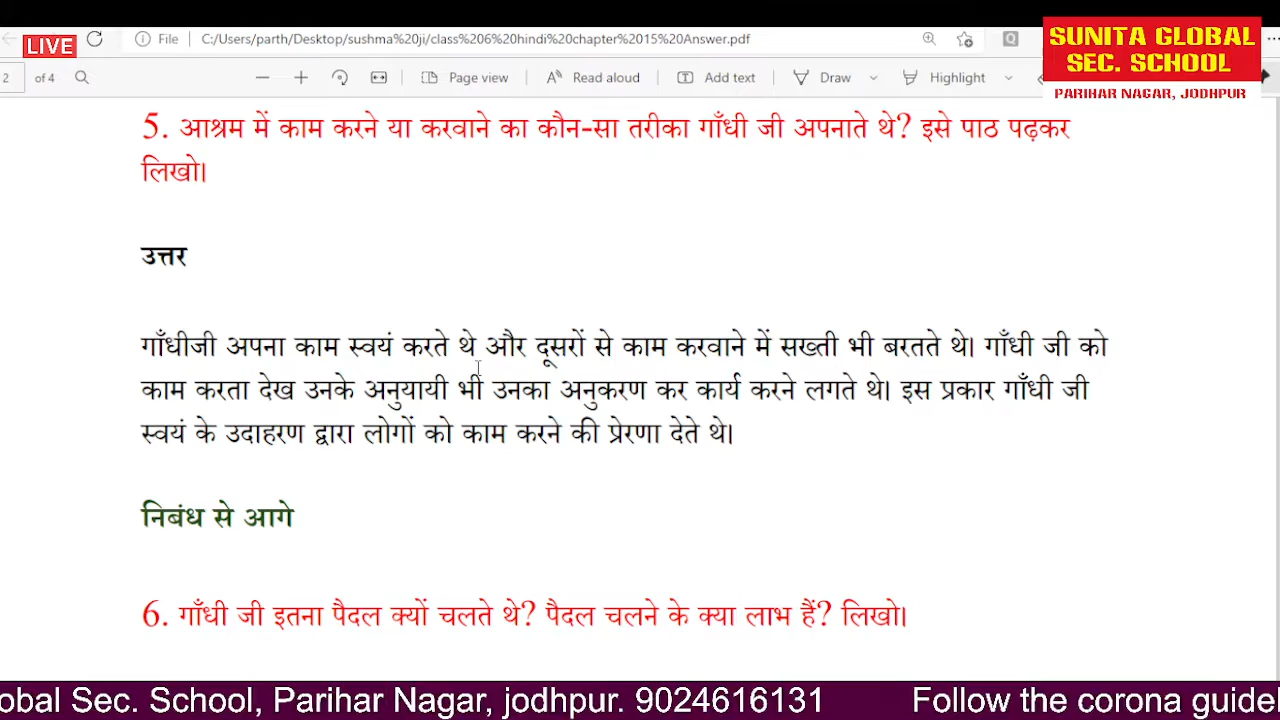 LIVE
File
C:/Users/parth/Desktop/sushma%20ji/class%206%20hindi%20chapter%2015%20Answer.pdf
SUNITA GLOBAL
SEC. SCHOOL
PARIHAR NAGAR, JODHPUR
2 of 4
Page view
Read aloud
Add text
Draw
Highlight
5. आश्रम में काम करने या करवाने का कौन-सा तरीका गाँधी जी अपनाते थे? इसे पाठ पढ़कर
लिखो।
उत्तर
गाँधीजी अपना काम स्वयं करते थे और दूसरों से काम करवाने में सख्ती भी बरतते थे। गाँधी जी को
काम करता देख उनके अनुयायी भी उनका अनुकरण कर कार्य करने लगते थे। इस प्रकार गाँधी जी
स्वयं के उदाहरण द्वारा लोगों को काम करने की प्रेरणा देते थे।
निबंध से आगे
6. गाँधी जी इतना पैदल क्यों चलते थे? पैदल चलने के क्या लाभ हैं? लिखो।
obal Sec. School, Parihar Nagar, jodhpur. 9024616131 Follow the corona guide